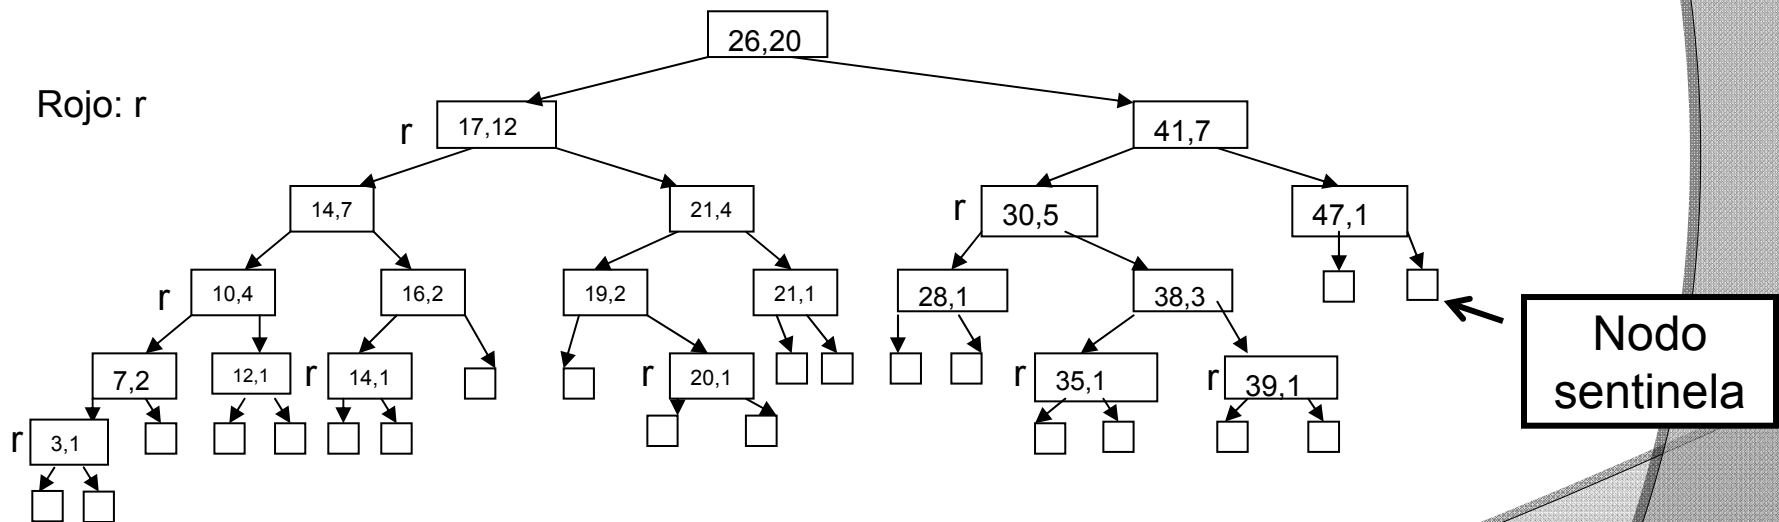 26,20
Rojo: r
r
17,12
41,7
14,7
21,4
r
30,5
47,1
r
10,4
16,2
19,2
21,1
28,1
38,3
Nodo
sentinela
7,2
12,1
r
14,1
r
20,1
r
35,1
r
39,1
r
3,1